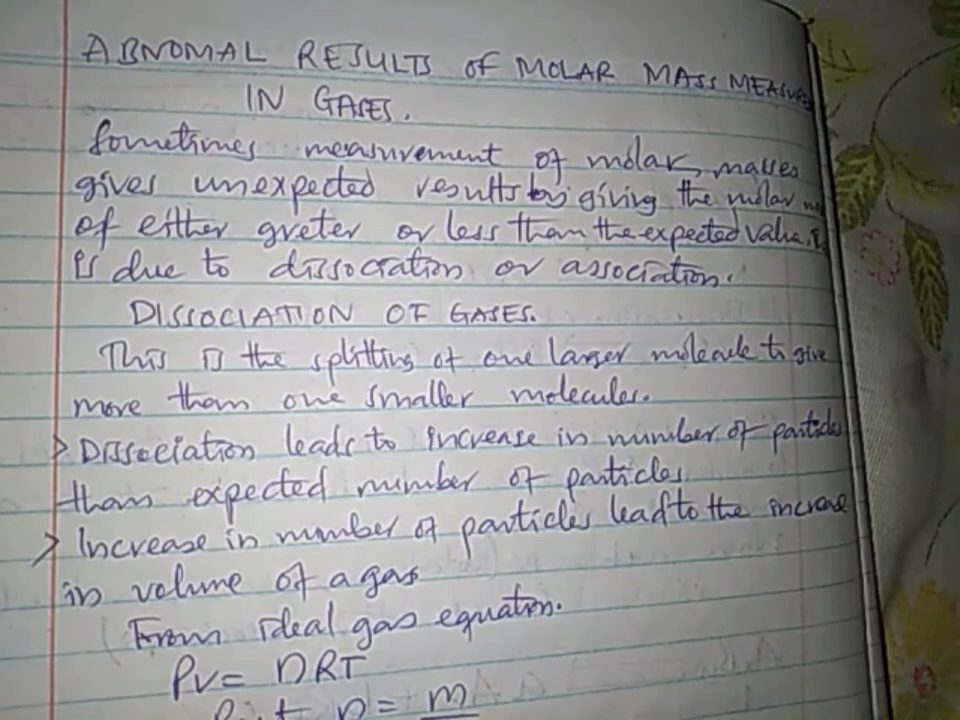 ABNOMAL RESULTS OF MOLAR MASS MEASUR
IN GASES.
Sometimes measurement of molar masses
gives unexpected results by giving the molar
of either greter or less than the expected value.
is due to dissociation or association.
DISSOCIATION OF GASES.
This is the splitting of one larger molecule to give
more than one smaller molecules.
> Dissociation leads to increase in number of particles
than expected number of particles
> Increase in number of particles lead to the increase
in volume of a gas
From ideal gas equation.
PV = nRT
But n = m